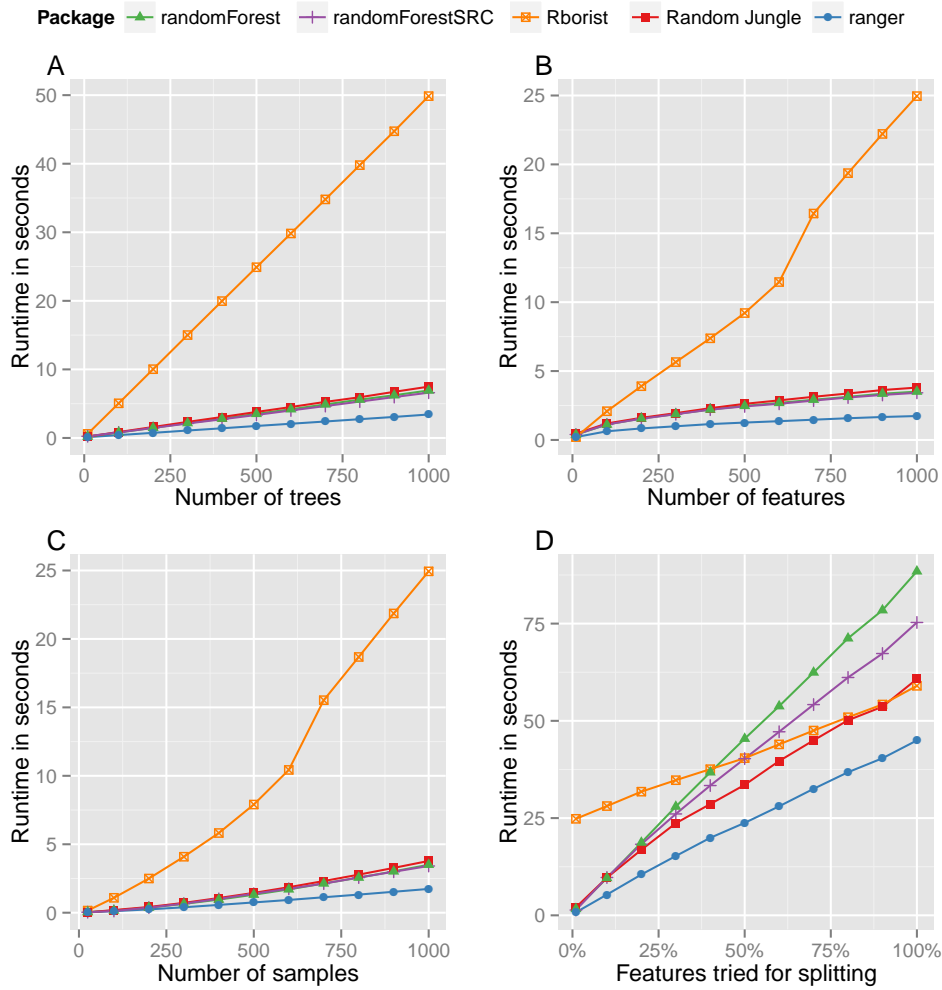 Package randomForest randomForestSRC Rborist Random Jungle ranger
A
50
40
30
20
10
0
Runtime in seconds
0 250 500 750 1000
Number of trees
B
25
20
15
10
5
0
Runtime in seconds
0 250 500 750 1000
Number of features
C
25
20
15
10
5
0
Runtime in seconds
0 250 500 750 1000
Number of samples
D
75
50
25
0
Runtime in seconds
0% 25% 50% 75% 100%
Features tried for splitting